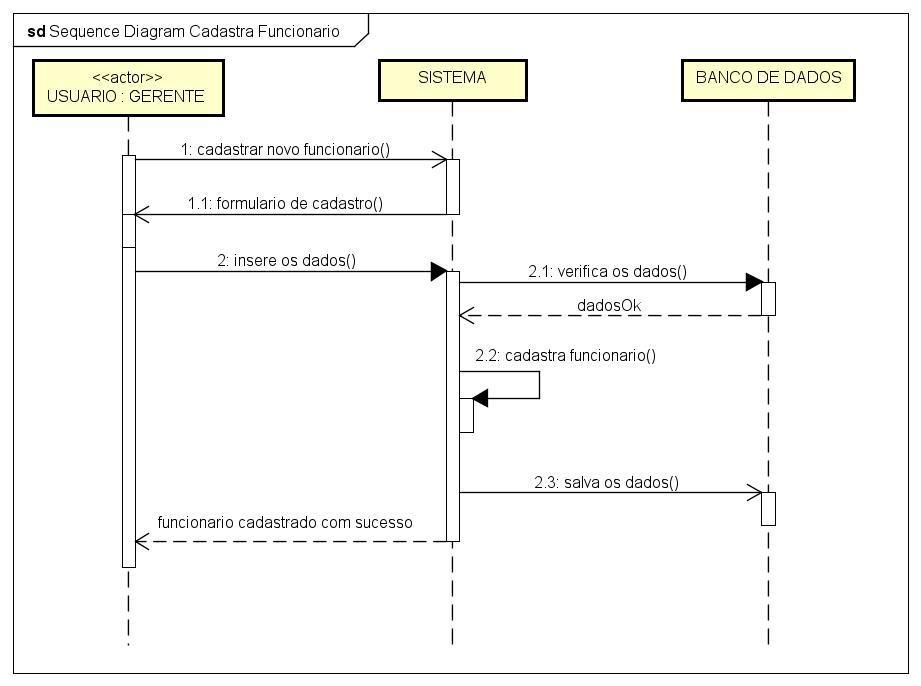 sd Sequence Diagram Cadastra Funcionario
<<actor>>
USUARIO : GERENTE
SISTEMA
BANCO DE DADOS
1: cadastrar novo funcionario()
1.1: formulario de cadastro()
2: insere os dados()
2.1: verifica os dados()
dadosOk
2.2: cadastra funcionario()
2.3: salva os dados()
funcionario cadastrado com sucesso